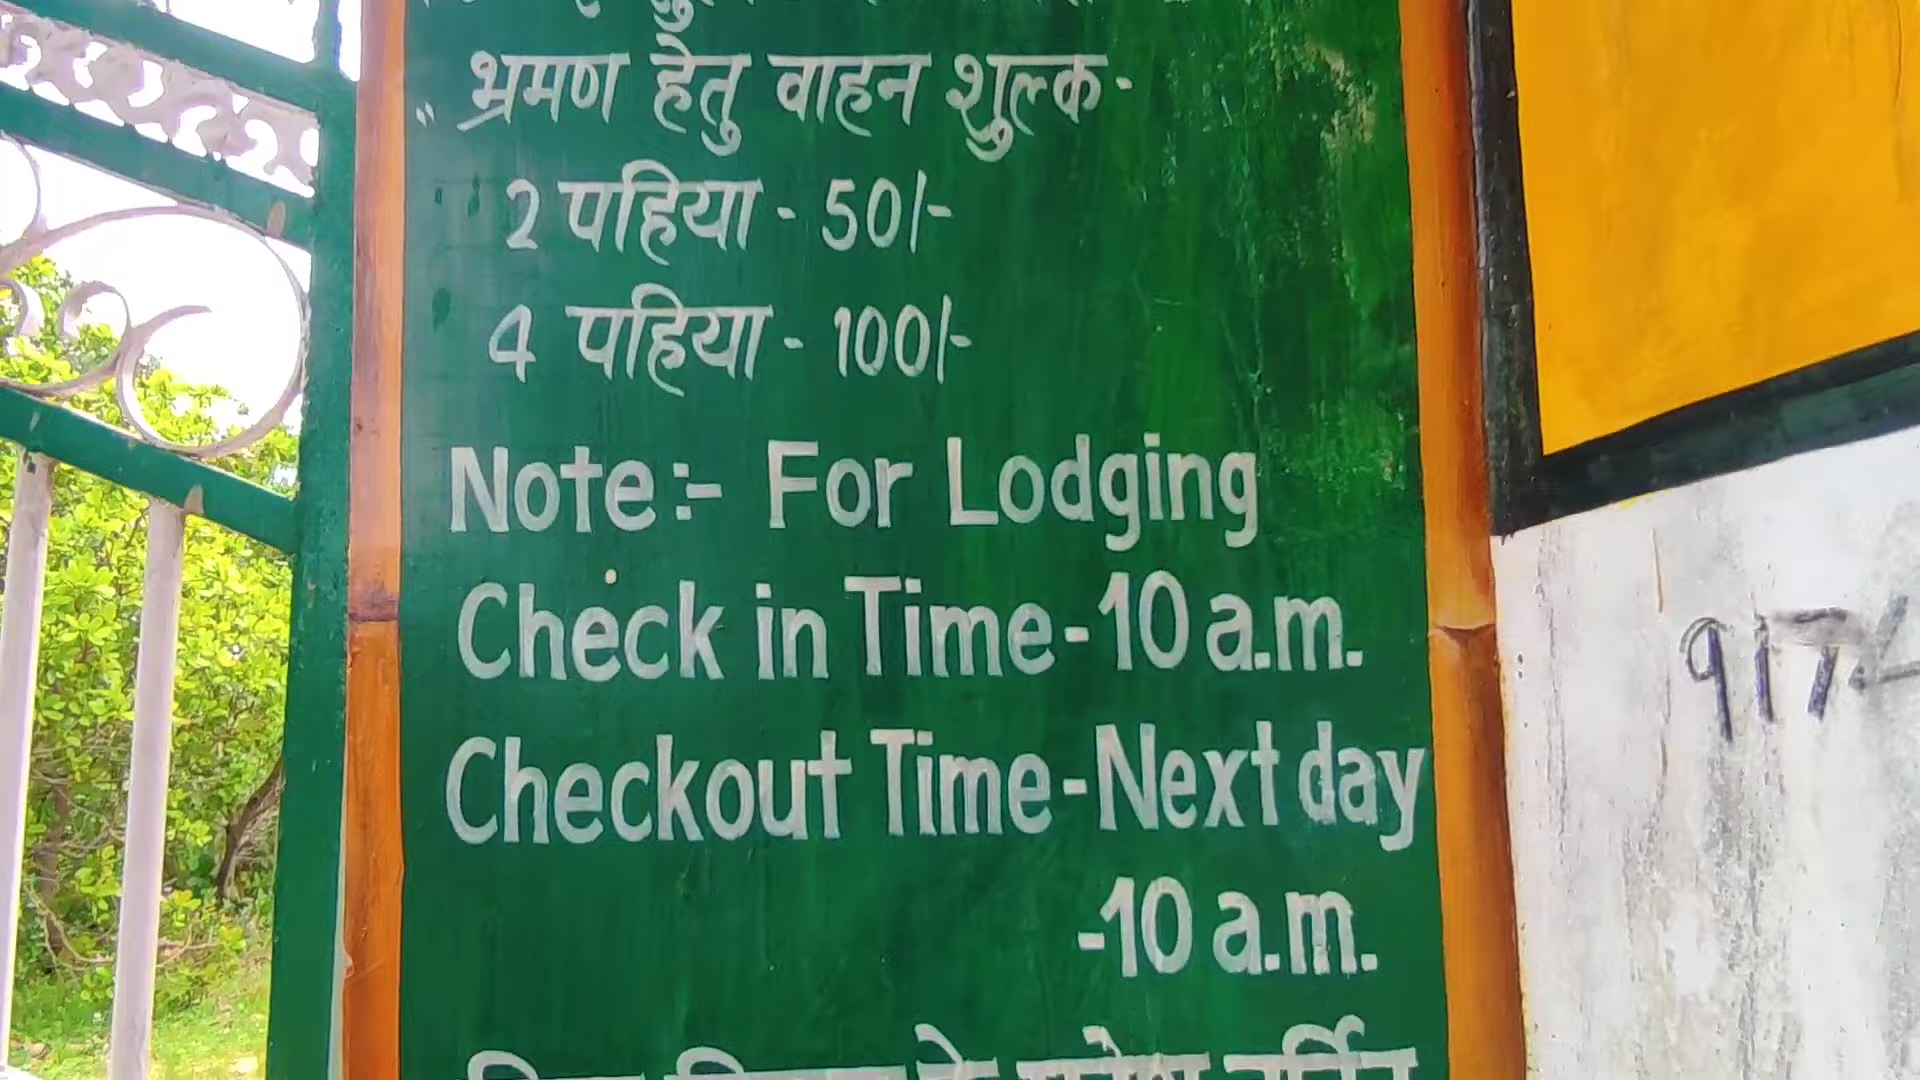 भ्रमण हेतु वाहन शुल्क-
2 पहिया - 50/-
4 पहिया - 100/-
Note:- For Lodging
Check in Time-10 a.m.
Checkout Time-Next day
-10 a.m.
917